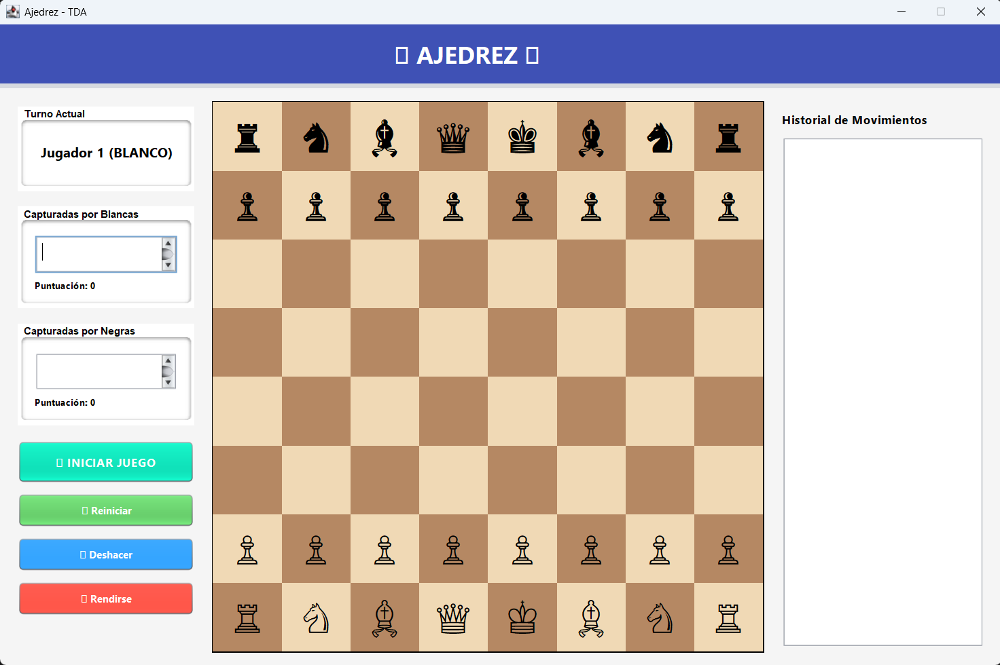 Ajedrez - TDA
▯ AJEDREZ ▯
Turno Actual
Jugador 1 (BLANCO)
Capturadas por Blancas
Puntuación: 0
Capturadas por Negras
Puntuación: 0
▯ INICIAR JUEGO
▯ Reiniciar
▯ Deshacer
▯ Rendirse
Historial de Movimientos